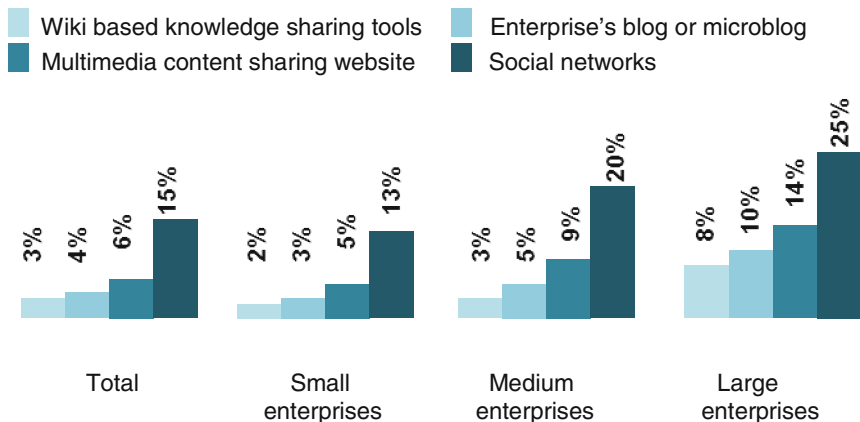 Wiki based knowledge sharing tools
Enterprise's blog or microblog
Multimedia content sharing website
Social networks
3%
4%
6%
15%
2%
3%
5%
13%
3%
5%
9%
20%
8%
10%
14%
25%
Total
Small
enterprises
Medium
enterprises
Large
enterprises